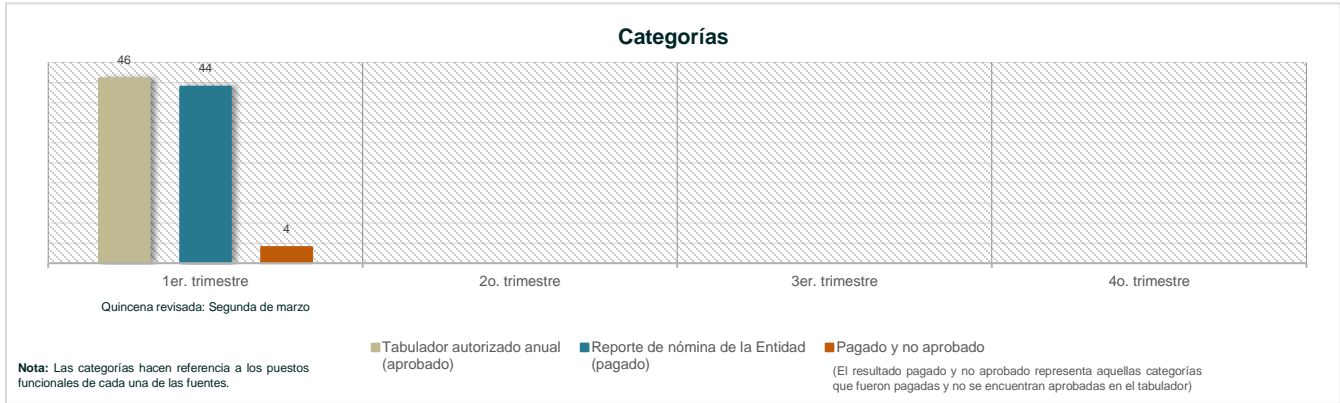 Categorías
46
44
4
1er. trimestre
2o. trimestre
3er. trimestre
4o. trimestre
Quincena revisada: Segunda de marzo
Tabulador autorizado anual
(aprobado)
Reporte de nómina de la Entidad
(pagado)
Pagado y no aprobado
(El resultado pagado y no aprobado representa aquellas categorías
que fueron pagadas y no se encuentran aprobadas en el tabulador)
Nota: Las categorías hacen referencia a los puestos
funcionales de cada una de las fuentes.